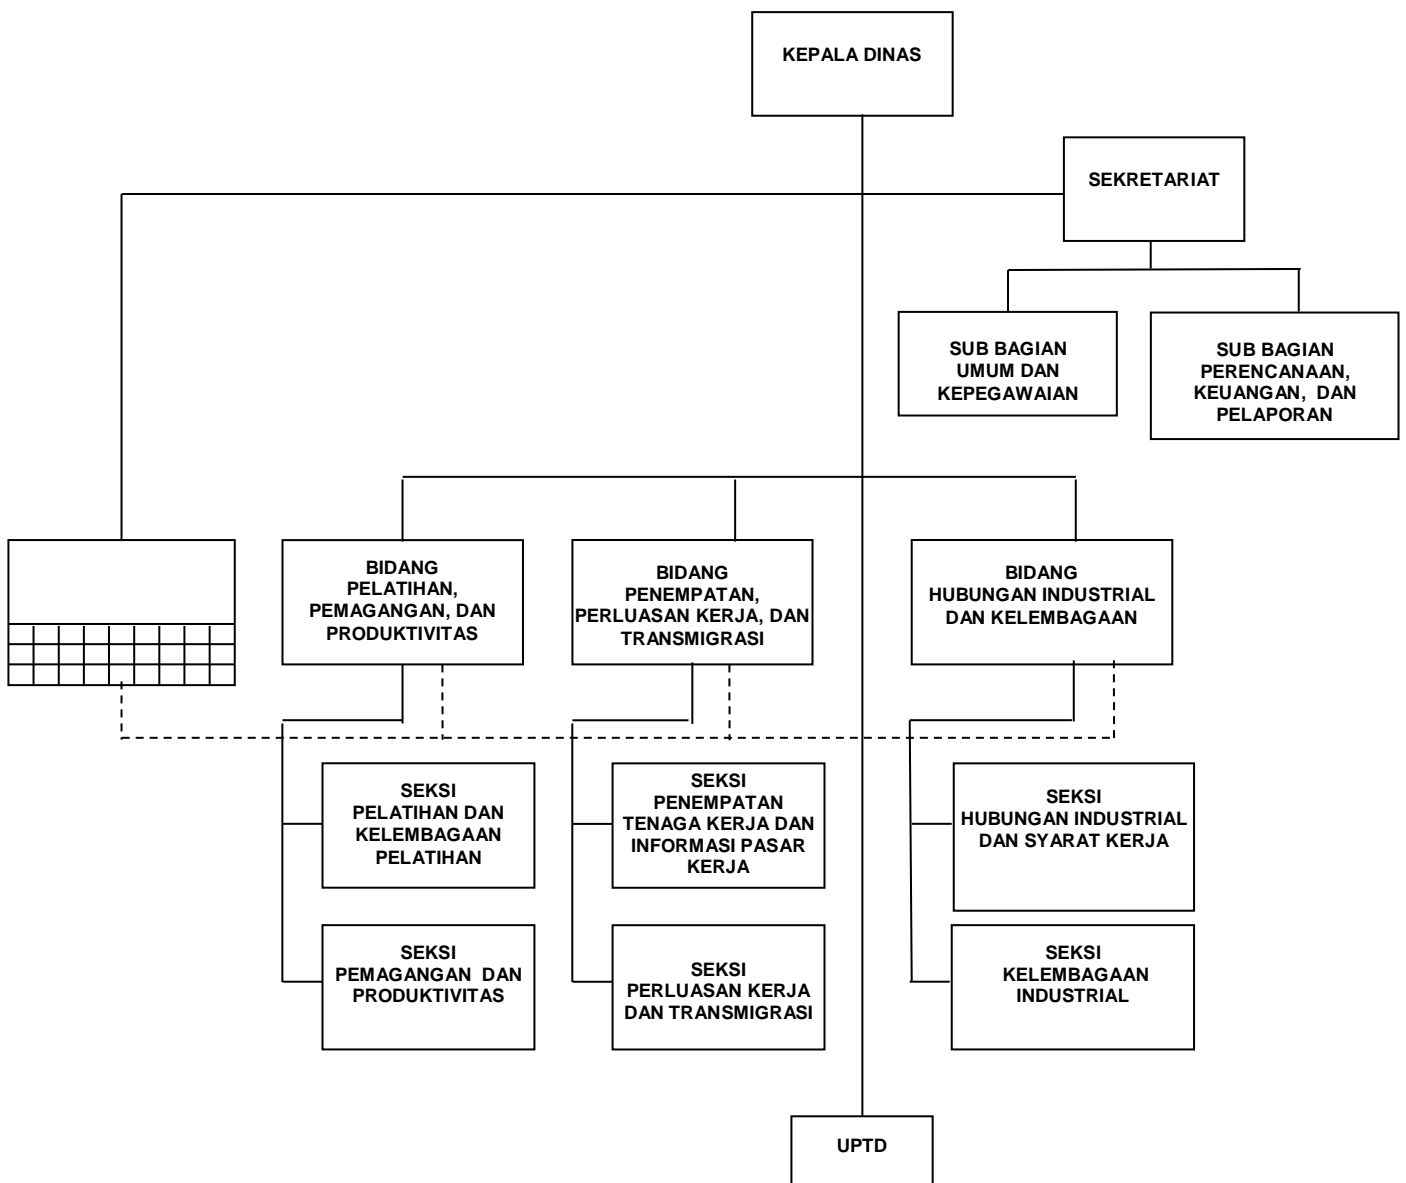 KEPALA DINAS
SEKRETARIAT
SUB BAGIAN
UMUM DAN
KEPEGAWAIAN
SUB BAGIAN
PERENCANAAN,
KEUANGAN, DAN
PELAPORAN
BIDANG
PELATIHAN,
PEMAGANGAN, DAN
PRODUKTIVITAS
BIDANG
PENEMPATAN,
PERLUASAN KERJA, DAN
TRANSMIGRASI
BIDANG
HUBUNGAN INDUSTRIAL
DAN KELEMBAGAAN
SEKSI
PELATIHAN DAN
KELEMBAGAAN
PELATIHAN
SEKSI
PENEMPATAN
TENAGA KERJA DAN
INFORMASI PASAR
KERJA
SEKSI
HUBUNGAN INDUSTRIAL
DAN SYARAT KERJA
SEKSI
PEMAGANGAN DAN
PRODUKTIVITAS
SEKSI
PERLUASAN KERJA
DAN TRANSMIGRASI
SEKSI
KELEMBAGAAN
INDUSTRIAL
UPTD